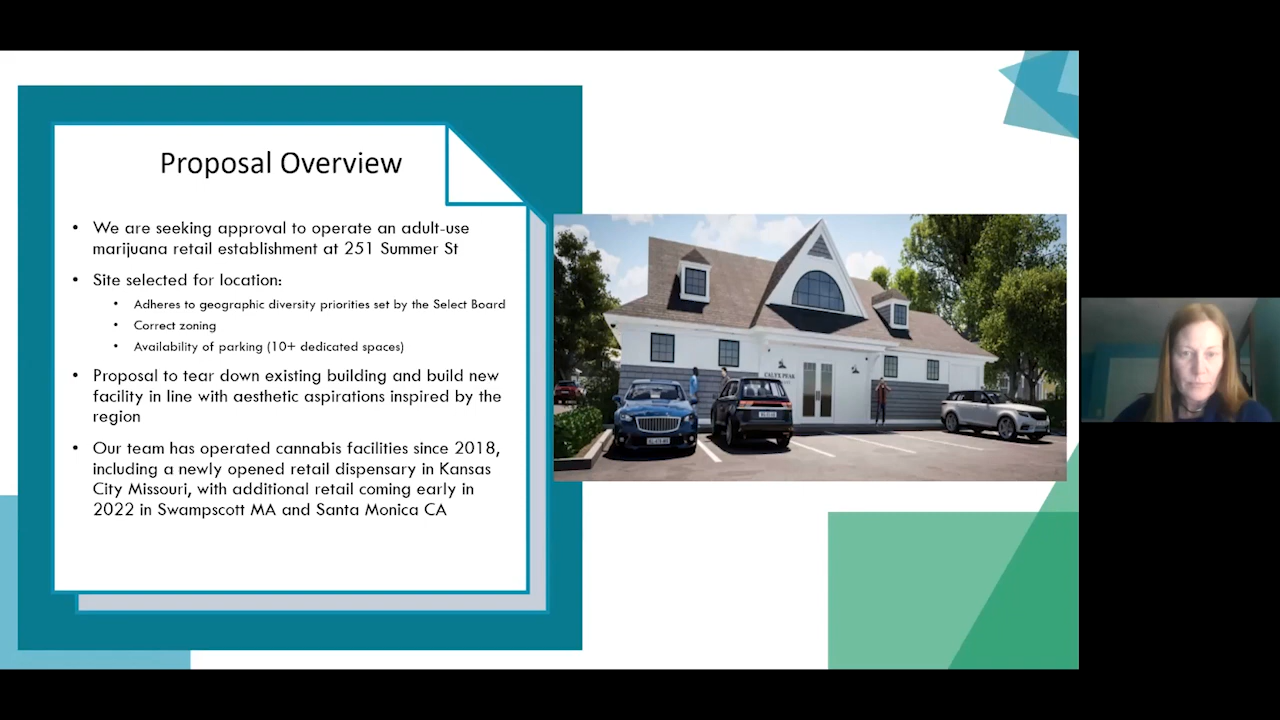 Proposal Overview
• We are seeking approval to operate an adult-use
marijuana retail establishment at 251 Summer St
• Site selected for location:
• Adheres to geographic diversity priorities set by the Select Board
• Correct zoning
• Availability of parking (10+ dedicated spaces)
• Proposal to tear down existing building and build new
facility in line with aesthetic aspirations inspired by the
region
• Our team has operated cannabis facilities since 2018,
including a newly opened retail dispensary in Kansas
City Missouri, with additional retail coming early in
2022 in Swampscott MA and Santa Monica CA
CALYX PEAK